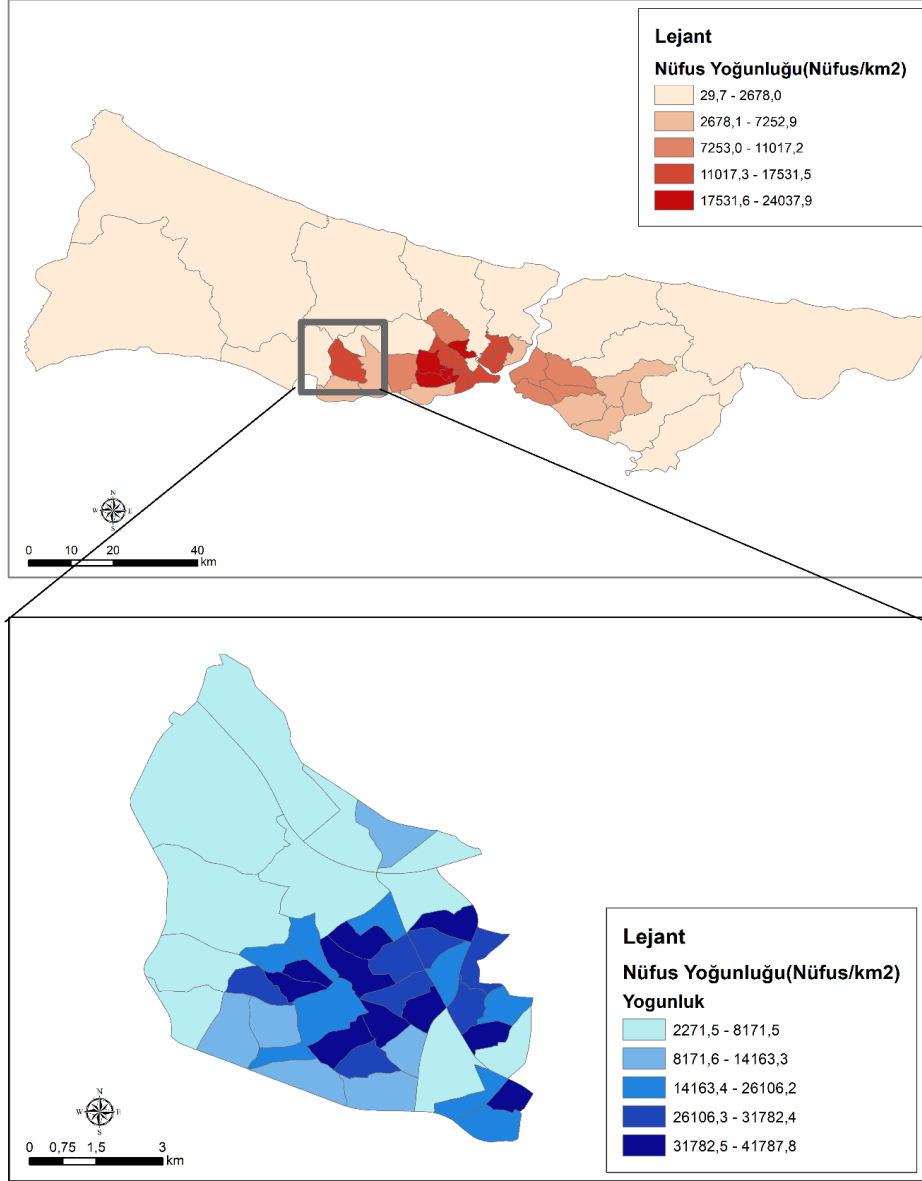 Lejant
Nüfus Yoğunluğu(Nüfus/km2)
29,7 - 2678,0
2678,1 - 7252,9
7253,0 - 11017,2
11017,3 - 17531,5
17531,6 - 24037,9
N
W E
S
0 10 20 40
km
Lejant
Nüfus Yoğunluğu(Nüfus/km2)
Yogunluk
2271,5 - 8171,5
8171,6 - 14163,3
14163,4 - 26106,2
26106,3 - 31782,4
31782,5 - 41787,8
N
W E
S
0 0,75 1,5 3
km